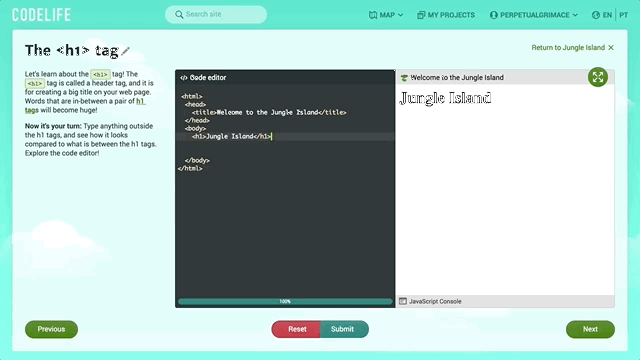 CODELIFE
Search site
MAP
MY PROJECTS
PERPETUALGRIMACE
EN | PT
The <h1> tag
Return to Jungle Island ×
Let's learn about the <h1> tag! The
<h1> tag is called a header tag, and it is
for creating a big title on your web page.
Words that are in-between a pair of h1
tags will become huge!
Now it's your turn: Type anything outside
the h1 tags, and see how it looks
compared to what is between the h1 tags.
Explore the code editor!
</> Code editor
<html>
<head>
<title>Welcome to the Jungle Island</title>
</head>
<body>
<h1>Jungle Island</h1>
</body>
</html>
100%
Welcome to the Jungle Island
Jungle Island
JavaScript Console
Previous
Reset
Submit
Next